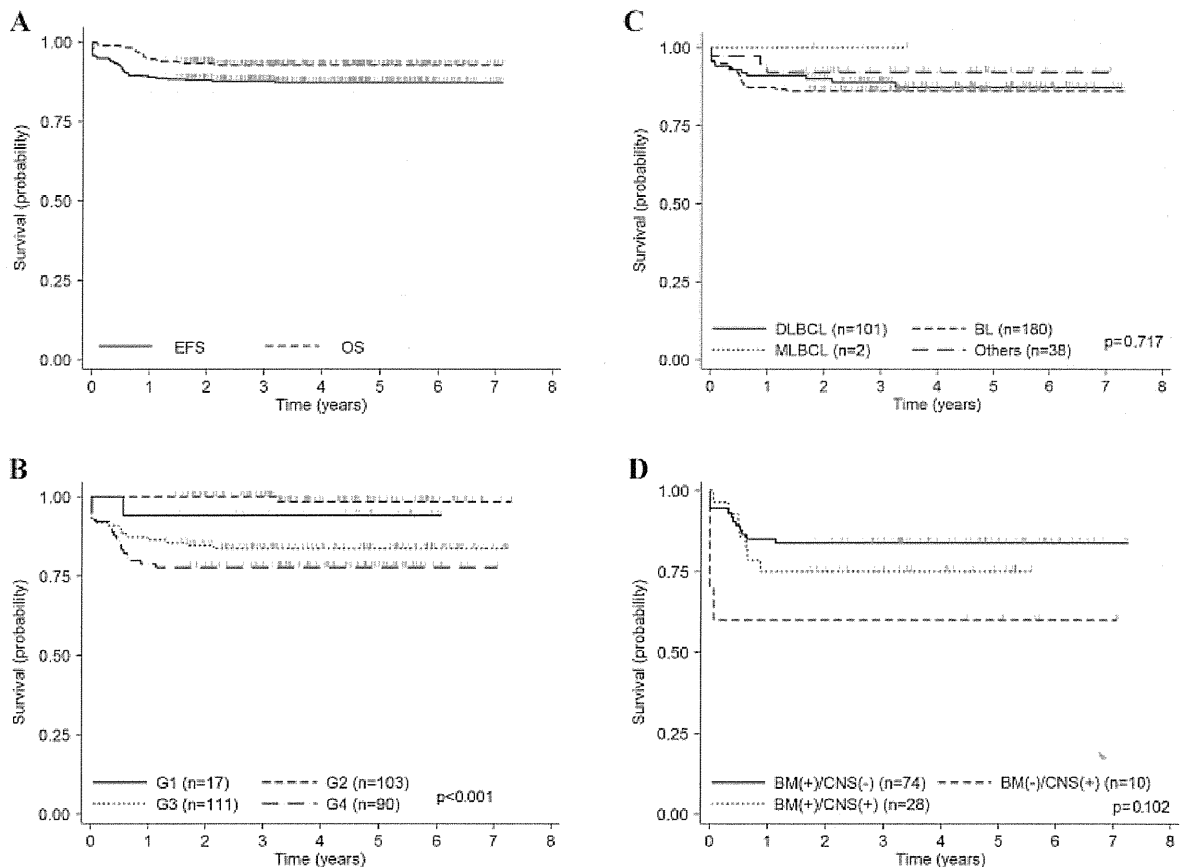 A
Survival (probability)
1.00
0.75
0.50
0.25
0.00
EFS OS
0 1 2 3 4 5 6 7 8
Time (years)
C
Survival (probability)
1.00
0.75
0.50
0.25
0.00
DLBCL (n=101) BL (n=180)
MLBCL (n=2) Others (n=38)
p=0.717
0 1 2 3 4 5 6 7 8
Time (years)
B
Survival (probability)
1.00
0.75
0.50
0.25
0.00
G1 (n=17) G2 (n=103)
G3 (n=111) G4 (n=90)
p<0.001
0 1 2 3 4 5 6 7 8
Time (years)
D
Survival (probability)
1.00
0.75
0.50
0.25
0.00
BM(+)/CNS(-) (n=74) BM(-)/CNS(+) (n=10)
BM(+)/CNS(+) (n=28)
p=0.102
0 1 2 3 4 5 6 7 8
Time (years)